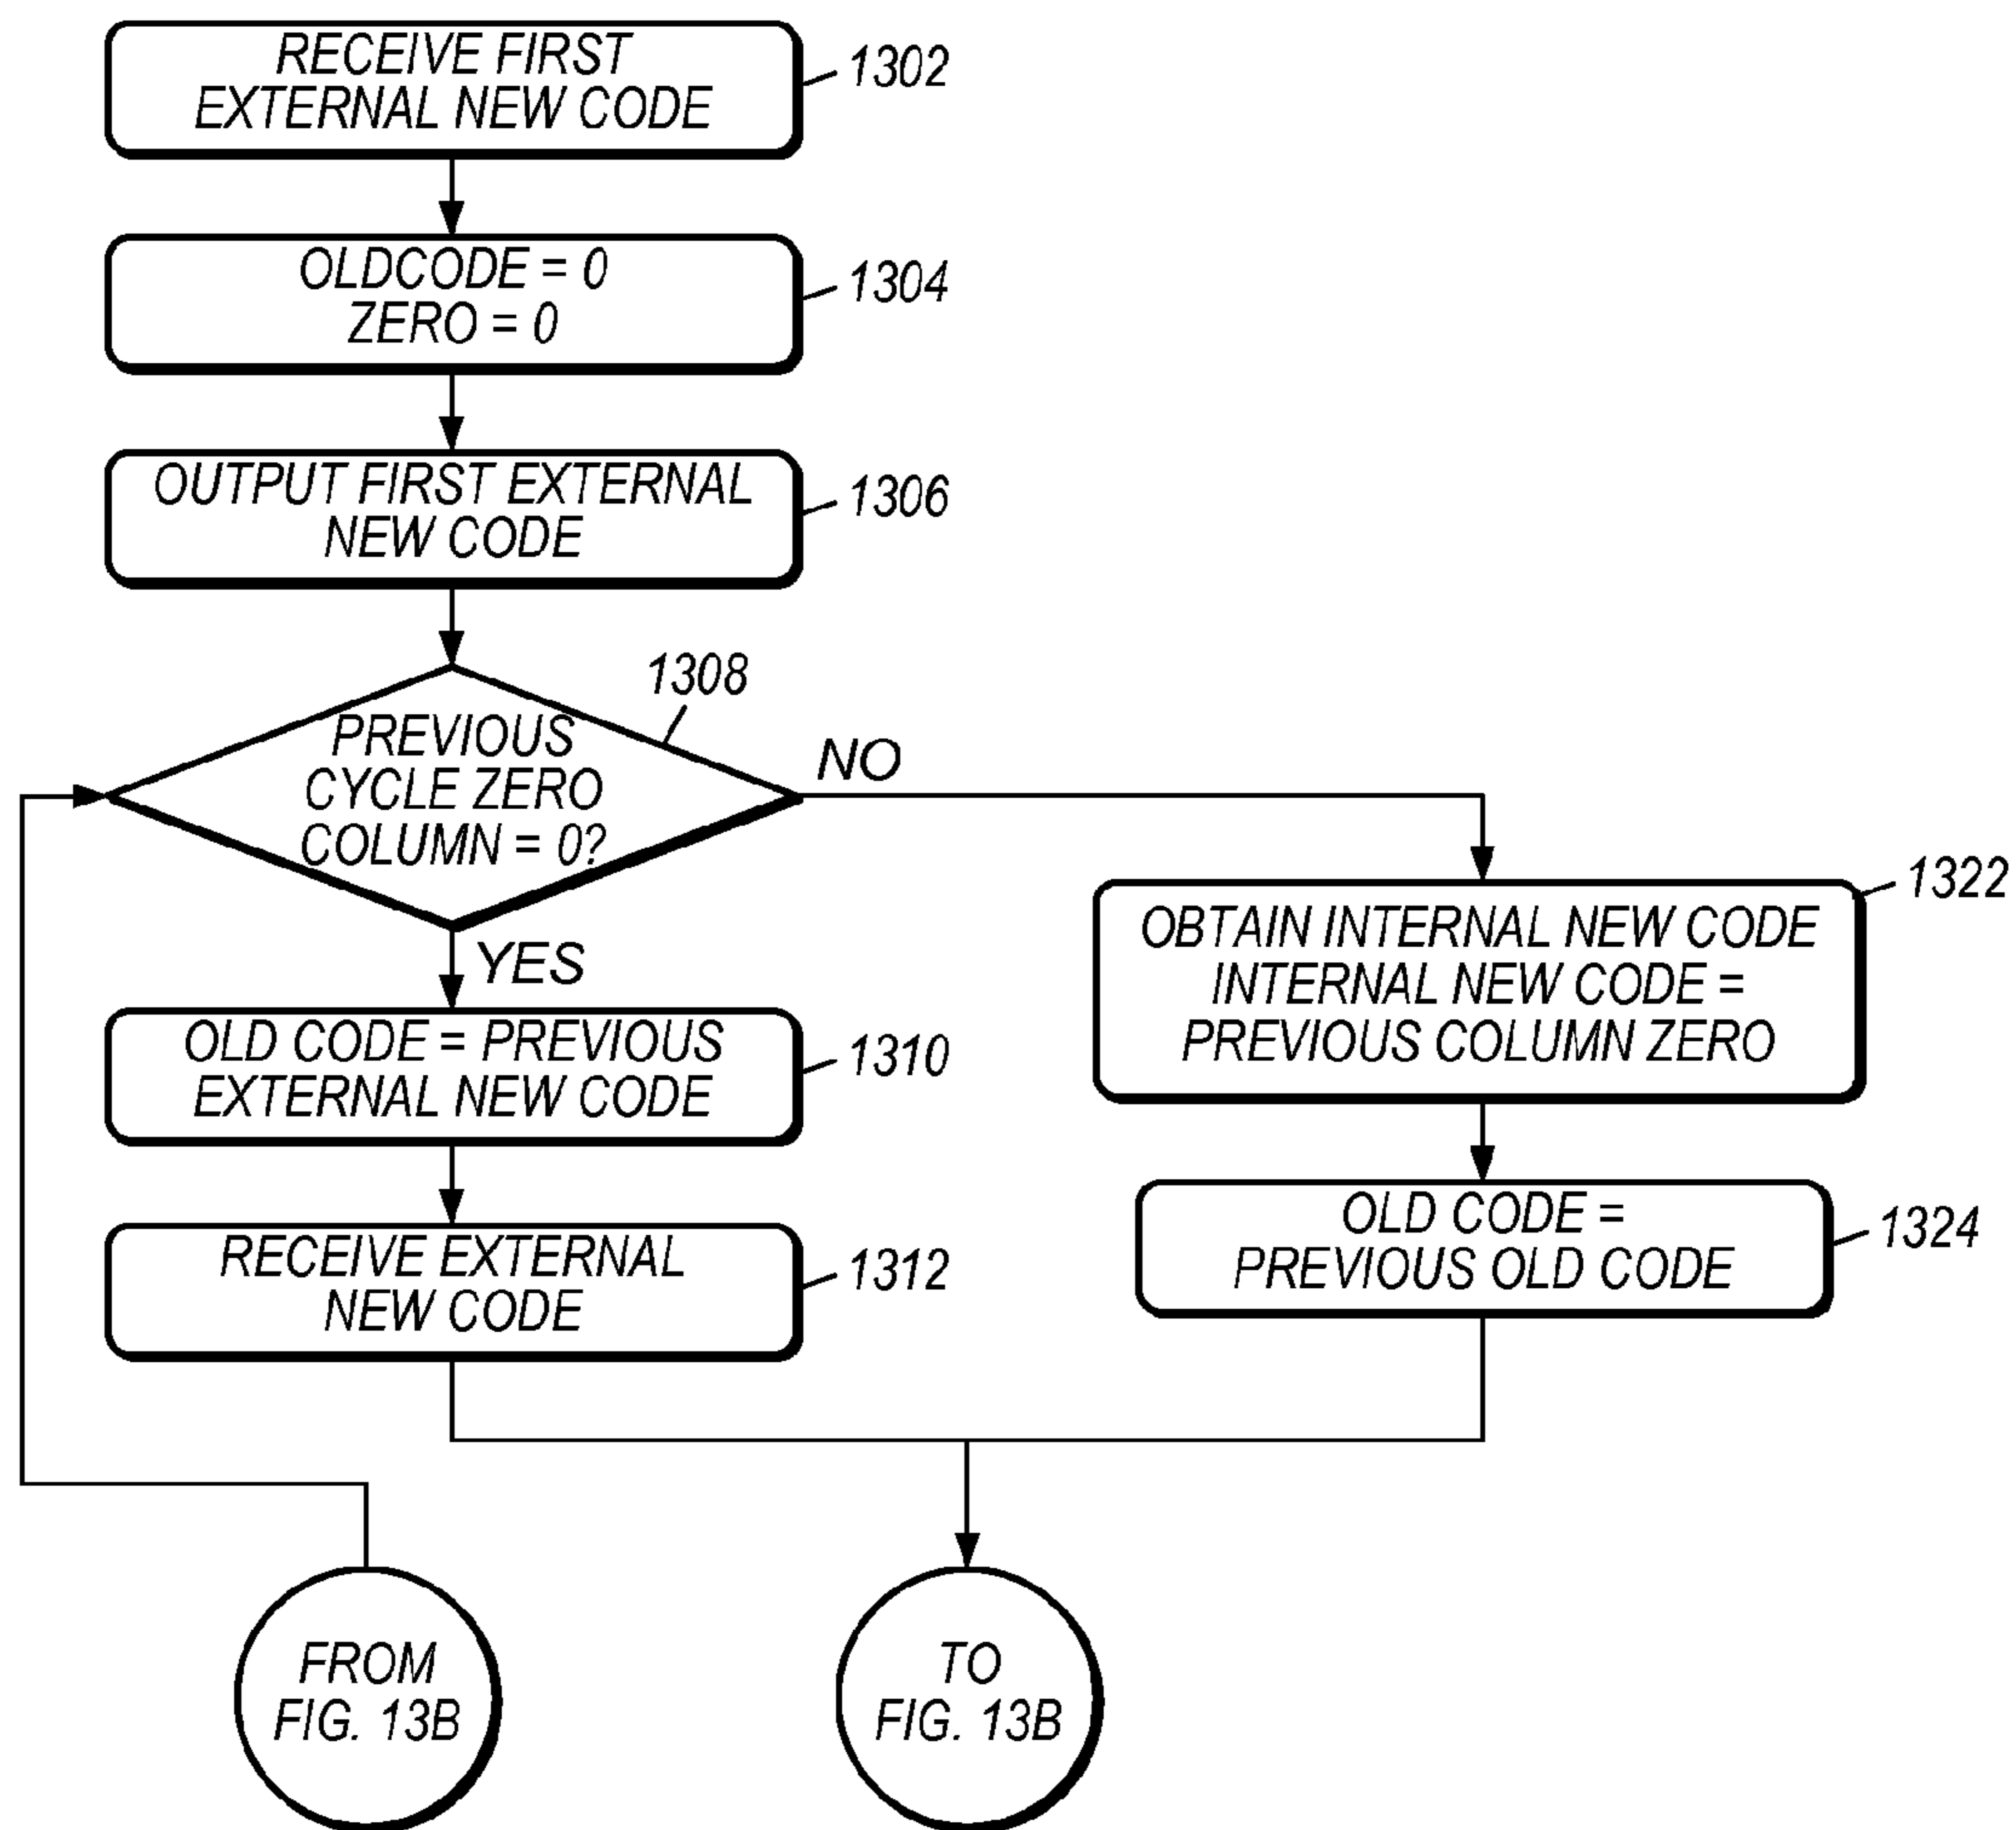 RECEIVE FIRST
EXTERNAL NEW CODE
1302
OLDCODE = 0
ZERO = 0
1304
OUTPUT FIRST EXTERNAL
NEW CODE
1306
1308
PREVIOUS
CYCLE ZERO
COLUMN = 0?
NO
YES
OLD CODE = PREVIOUS
EXTERNAL NEW CODE
1310
RECEIVE EXTERNAL
NEW CODE
1312
1322
OBTAIN INTERNAL NEW CODE
INTERNAL NEW CODE =
PREVIOUS COLUMN ZERO
OLD CODE =
PREVIOUS OLD CODE
1324
FROM
FIG. 13B
TO
FIG. 13B